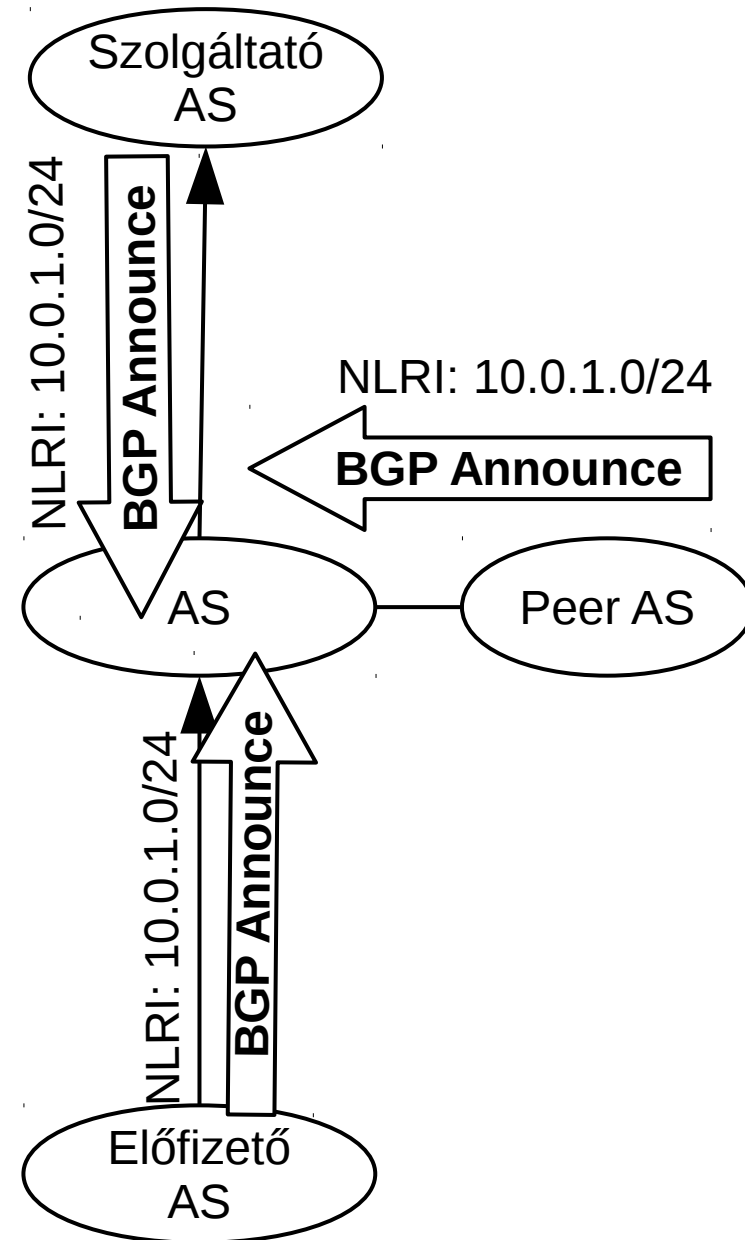 Szolgáltató
AS
NLRI: 10.0.1.0/24
BGP Announce
NLRI: 10.0.1.0/24
BGP Announce
AS
Peer AS
NLRI: 10.0.1.0/24
BGP Announce
Előfizető
AS